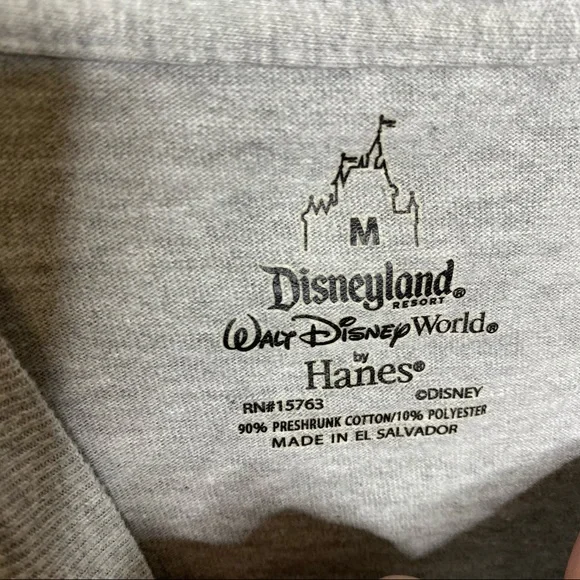 M
Disneyland®
RESORT
WALT DISNEY World®
by
Hanes®
RN#15763 ©DISNEY
90% PRESHRUNK COTTON/10% POLYESTER
MADE IN EL SALVADOR